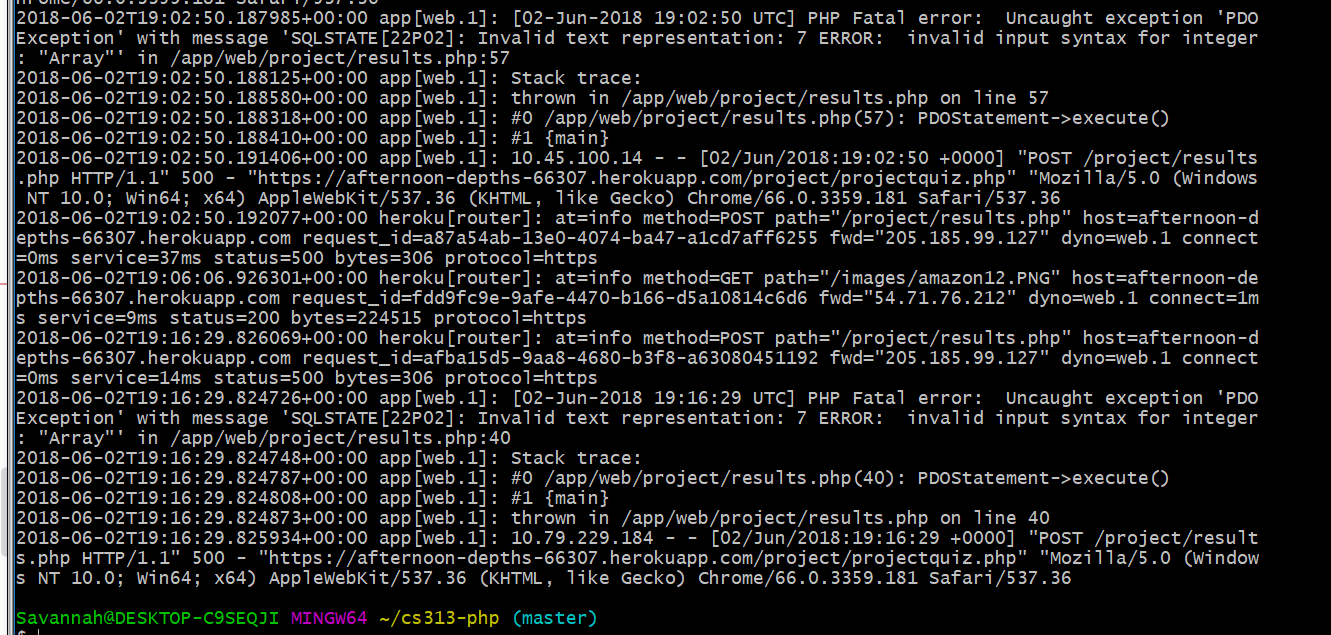 2018-06-02T19:02:50.187985+00:00 app[web.1]: [02-Jun-2018 19:02:50 UTC] PHP Fatal error:  Uncaught exception 'PDO
Exception' with message 'SQLSTATE[22P02]: Invalid text representation: 7 ERROR:  invalid input syntax for integer
: "Array"' in /app/web/project/results.php:57
2018-06-02T19:02:50.188125+00:00 app[web.1]: Stack trace:
2018-06-02T19:02:50.188580+00:00 app[web.1]: thrown in /app/web/project/results.php on line 57
2018-06-02T19:02:50.188318+00:00 app[web.1]: #0 /app/web/project/results.php(57): PDOStatement->execute()
2018-06-02T19:02:50.188410+00:00 app[web.1]: #1 {main}
2018-06-02T19:02:50.191406+00:00 app[web.1]: 10.45.100.14 - - [02/Jun/2018:19:02:50 +0000] "POST /project/results
.php HTTP/1.1" 500 - "https://afternoon-depths-66307.herokuapp.com/project/projectquiz.php" "Mozilla/5.0 (Windows
 NT 10.0; Win64; x64) AppleWebKit/537.36 (KHTML, like Gecko) Chrome/66.0.3359.181 Safari/537.36
2018-06-02T19:02:50.192077+00:00 heroku[router]: at=info method=POST path="/project/results.php" host=afternoon-d
epths-66307.herokuapp.com request_id=a87a54ab-13e0-4074-ba47-a1cd7aff6255 fwd="205.185.99.127" dyno=web.1 connect
=0ms service=37ms status=500 bytes=306 protocol=https
2018-06-02T19:06:06.926301+00:00 heroku[router]: at=info method=GET path="/images/amazon12.PNG" host=afternoon-de
pths-66307.herokuapp.com request_id=fdd9fc9e-9afe-4470-b166-d5a10814c6d6 fwd="54.71.76.212" dyno=web.1 connect=1m
s service=9ms status=200 bytes=224515 protocol=https
2018-06-02T19:16:29.826069+00:00 heroku[router]: at=info method=POST path="/project/results.php" host=afternoon-d
epths-66307.herokuapp.com request_id=afba15d5-9aa8-4680-b3f8-a63080451192 fwd="205.185.99.127" dyno=web.1 connect
=0ms service=14ms status=500 bytes=306 protocol=https
2018-06-02T19:16:29.824726+00:00 app[web.1]: [02-Jun-2018 19:16:29 UTC] PHP Fatal error:  Uncaught exception 'PDO
Exception' with message 'SQLSTATE[22P02]: Invalid text representation: 7 ERROR:  invalid input syntax for integer
: "Array"' in /app/web/project/results.php:40
2018-06-02T19:16:29.824748+00:00 app[web.1]: Stack trace:
2018-06-02T19:16:29.824787+00:00 app[web.1]: #0 /app/web/project/results.php(40): PDOStatement->execute()
2018-06-02T19:16:29.824808+00:00 app[web.1]: #1 {main}
2018-06-02T19:16:29.824873+00:00 app[web.1]: thrown in /app/web/project/results.php on line 40
2018-06-02T19:16:29.825934+00:00 app[web.1]: 10.79.229.184 - - [02/Jun/2018:19:16:29 +0000] "POST /project/result
s.php HTTP/1.1" 500 - "https://afternoon-depths-66307.herokuapp.com/project/projectquiz.php" "Mozilla/5.0 (Window
s NT 10.0; Win64; x64) AppleWebKit/537.36 (KHTML, like Gecko) Chrome/66.0.3359.181 Safari/537.36
Savannah@DESKTOP-C9SEQJI MINGW64 ~/cs313-php (master)